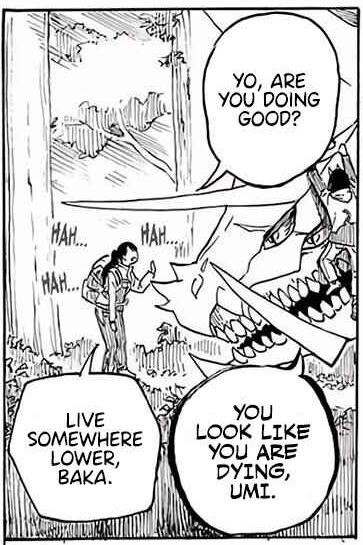 YO, ARE
YOU DOING
GOOD?
HAH...
HAH...
HAH...
YOU
LOOK LIKE
YOU ARE
DYING,
UMI.
LIVE
SOMEWHERE
LOWER,
BAKA.